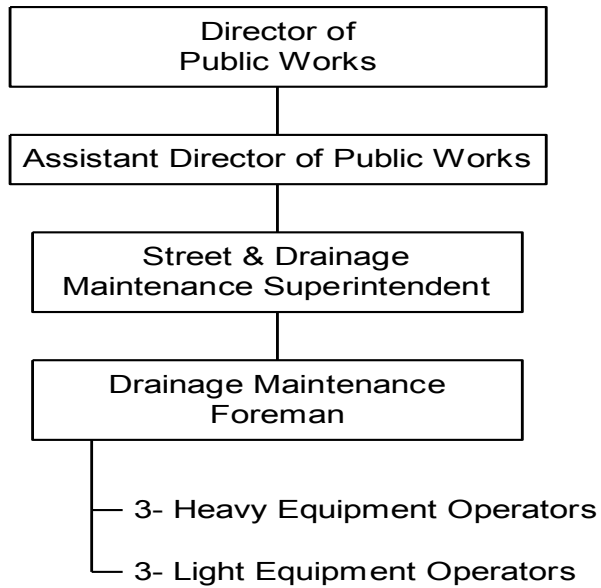 Director of
Public Works
Assistant Director of Public Works
Street & Drainage
Maintenance Superintendent
Drainage Maintenance
Foreman
3- Heavy Equipment Operators
3- Light Equipment Operators